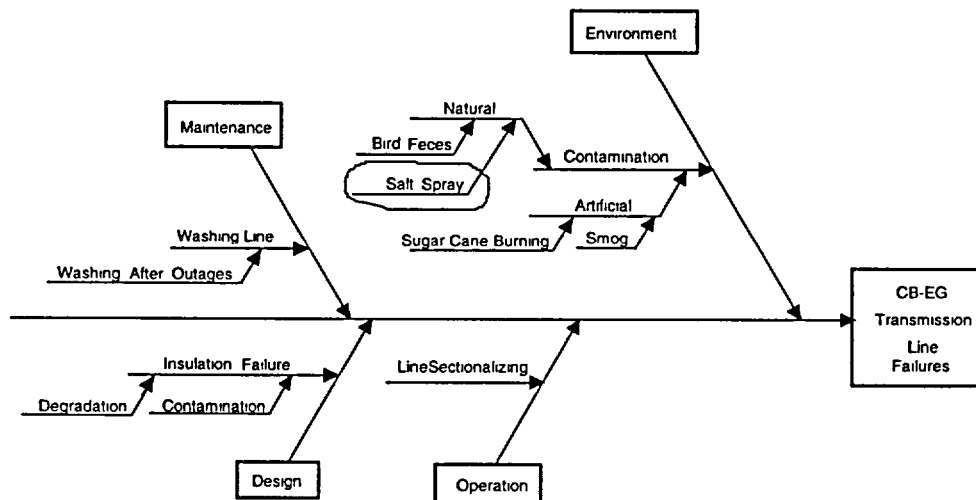 Environment
Natural
Maintenance
Bird Feces
Contamination
Salt Spray
Artificial
Sugar Cane Burning
Smog
Washing Line
Washing After Outages
CB-EG
Transmission
Line
Failures
Insulation Failure
LineSectionalizing
Degradation
Contamination
Design
Operation